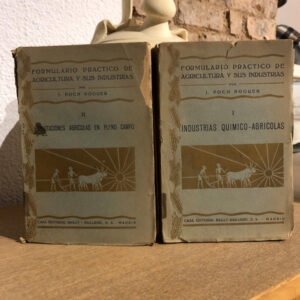 FORMULARIO PRACTICO DE
AGRICULTURA Y SUS INDUSTRIAS
POR
J. POCH NOGUER
II
AGRICOLAS EN PLENO CAMPO
CASA EDITORIAL BAILLY-BAILLIERE, S. A. MADRID
FORMULARIO PRACTICO DE
AGRICULTURA Y SUS INDUSTRIAS
POR
J. POCH NOGUER
I
INDUSTRIAS QUIMICO-AGRICOLAS
CASA EDITORIAL BAILLY-BAILLIERE, S. A. MADRID